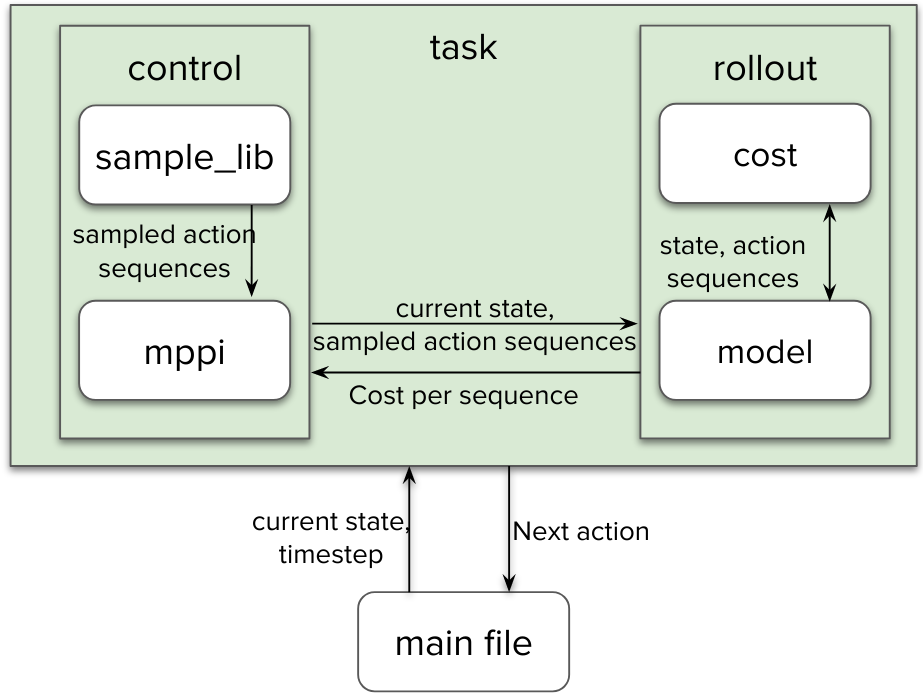 task
control
sample_lib
sampled action
sequences
mppi
current state,
sampled action sequences
Cost per sequence
rollout
cost
state, action
sequences
model
current state,
timestep
Next action
main file